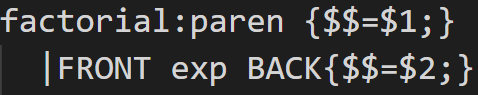 factorial:paren {$$=$1;}
|FRONT exp BACK{$$=$2;}